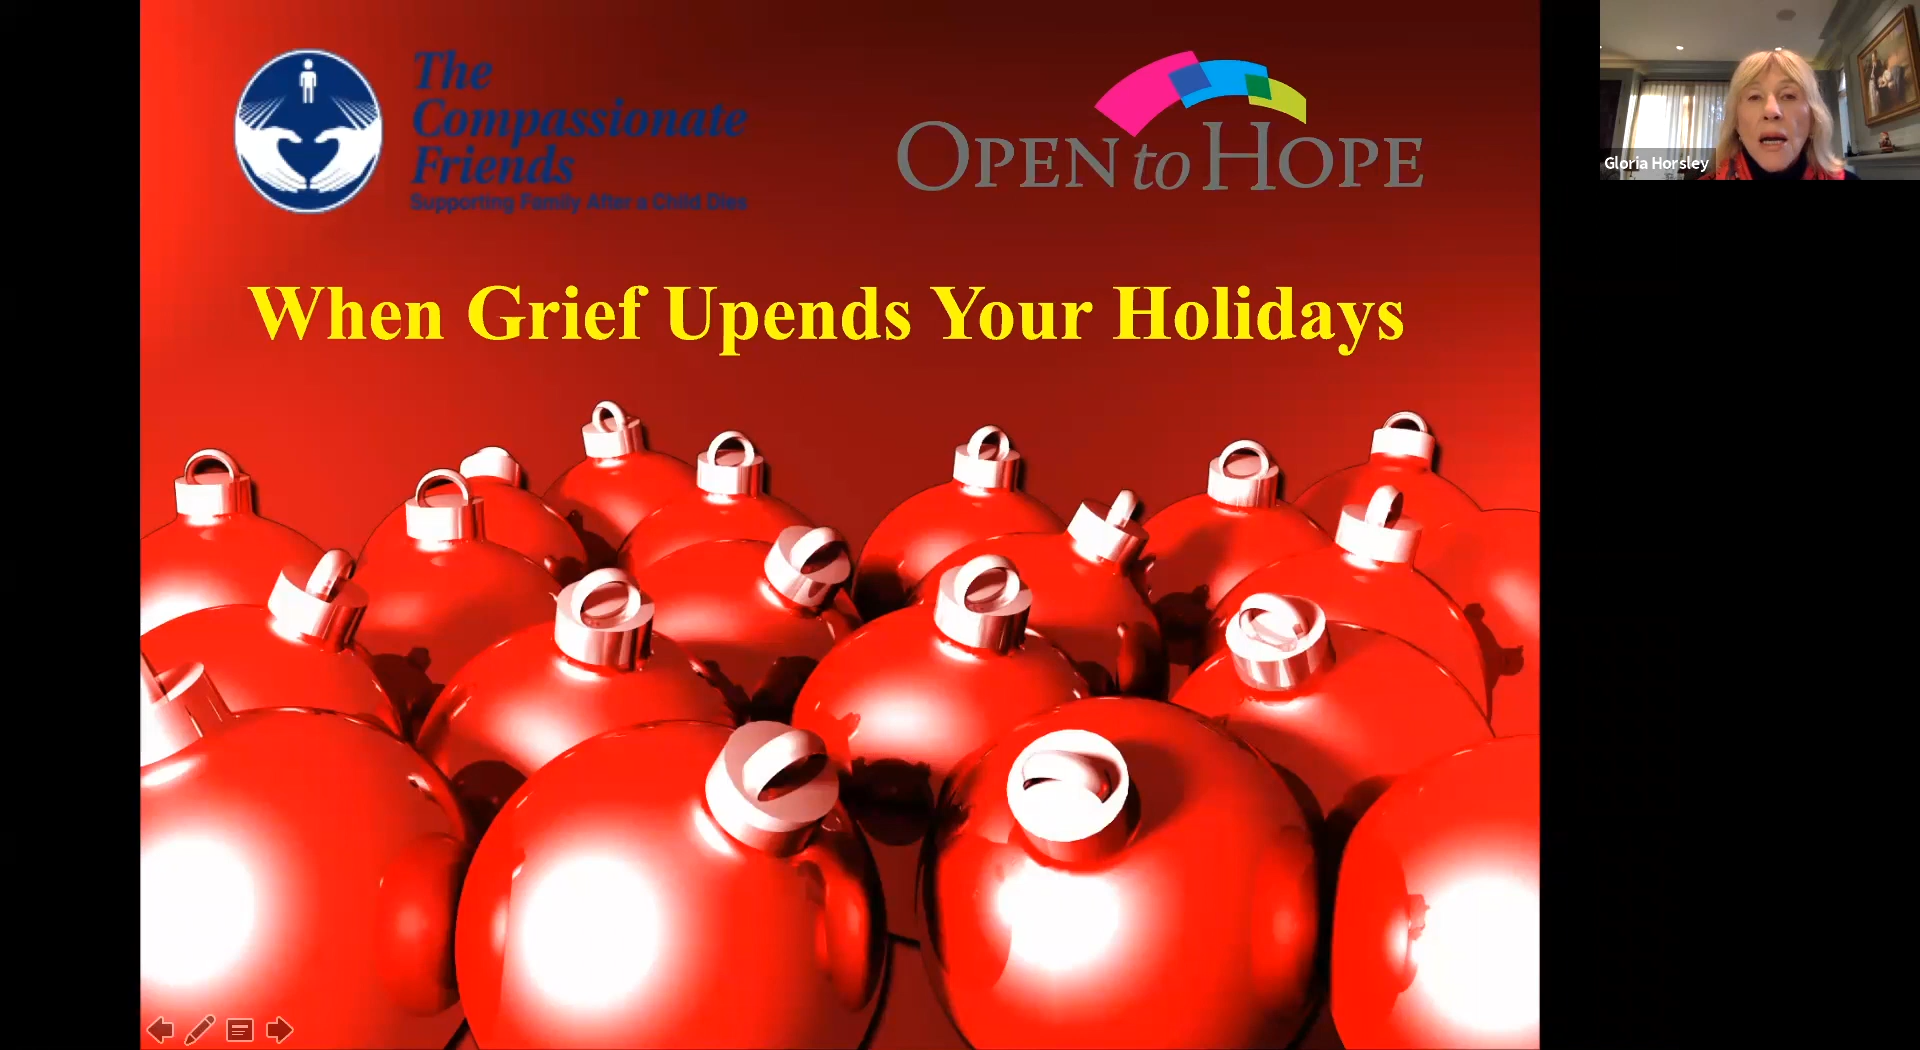 The
Compassionate
Friends
Supporting Family After a Child Dies
OPEN to HOPE
When Grief Upends Your Holidays
Gloria Horsley